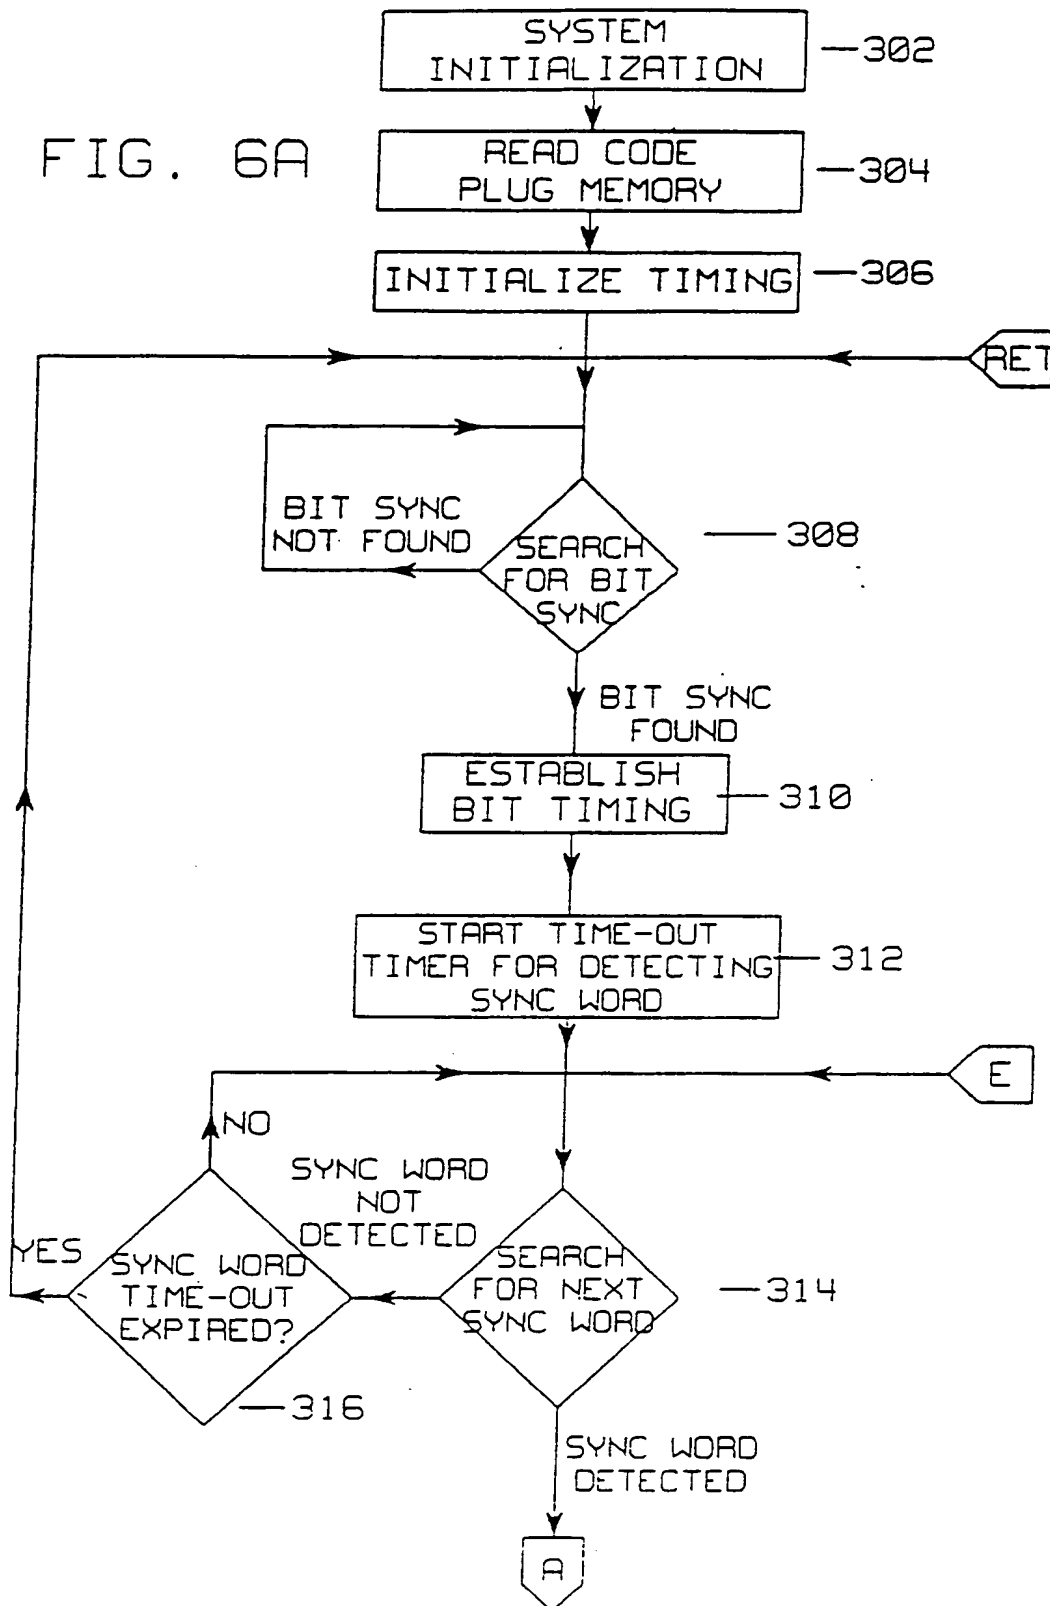 SYSTEM
INITIALIZATION
302
FIG. 6A
READ CODE
PLUG MEMORY
304
INITIALIZE TIMING
306
RET
BIT SYNC
NOT FOUND
SEARCH
FOR BIT
SYNC
308
BIT SYNC
FOUND
ESTABLISH
BIT TIMING
310
START TIME-OUT
TIMER FOR DETECTING
SYNC WORD
312
E
NO
SYNC WORD
NOT
DETECTED
YES
SYNC WORD
TIME-OUT
EXPIRED?
316
SEARCH
FOR NEXT
SYNC WORD
314
SYNC WORD
DETECTED
A